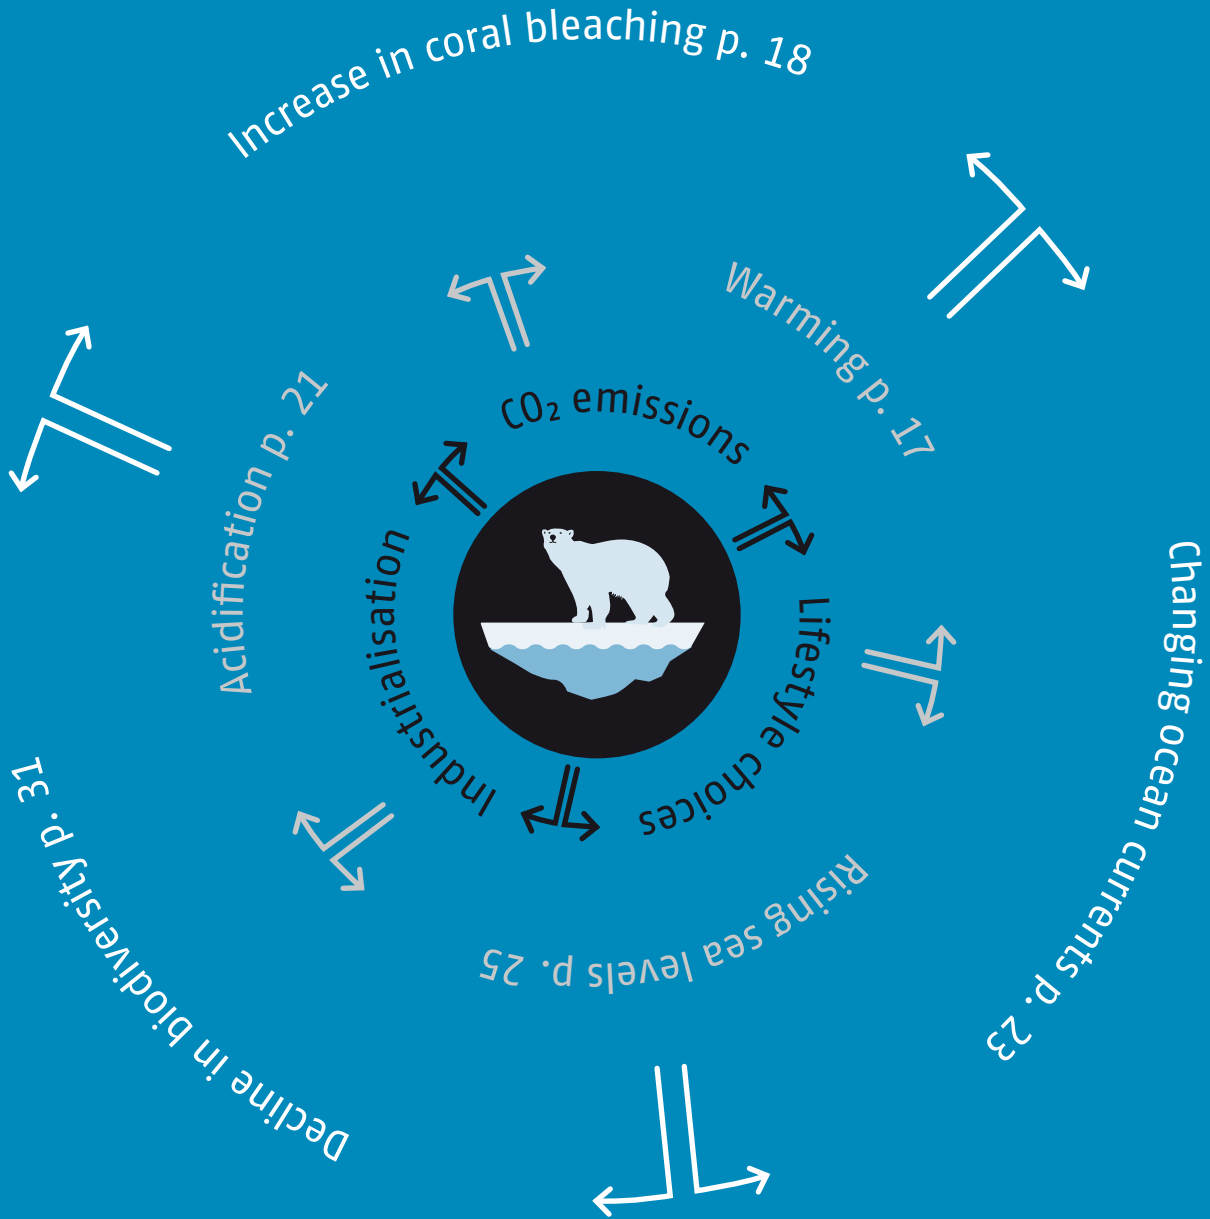 Increase in coral bleaching p. 18
Changing ocean currents p. 23
Decline in biodiversity p. 31
Warming p. 17
Rising sea levels p. 25
Acidification p. 21
CO₂ emissions
Lifestyle choices
Industrialisation